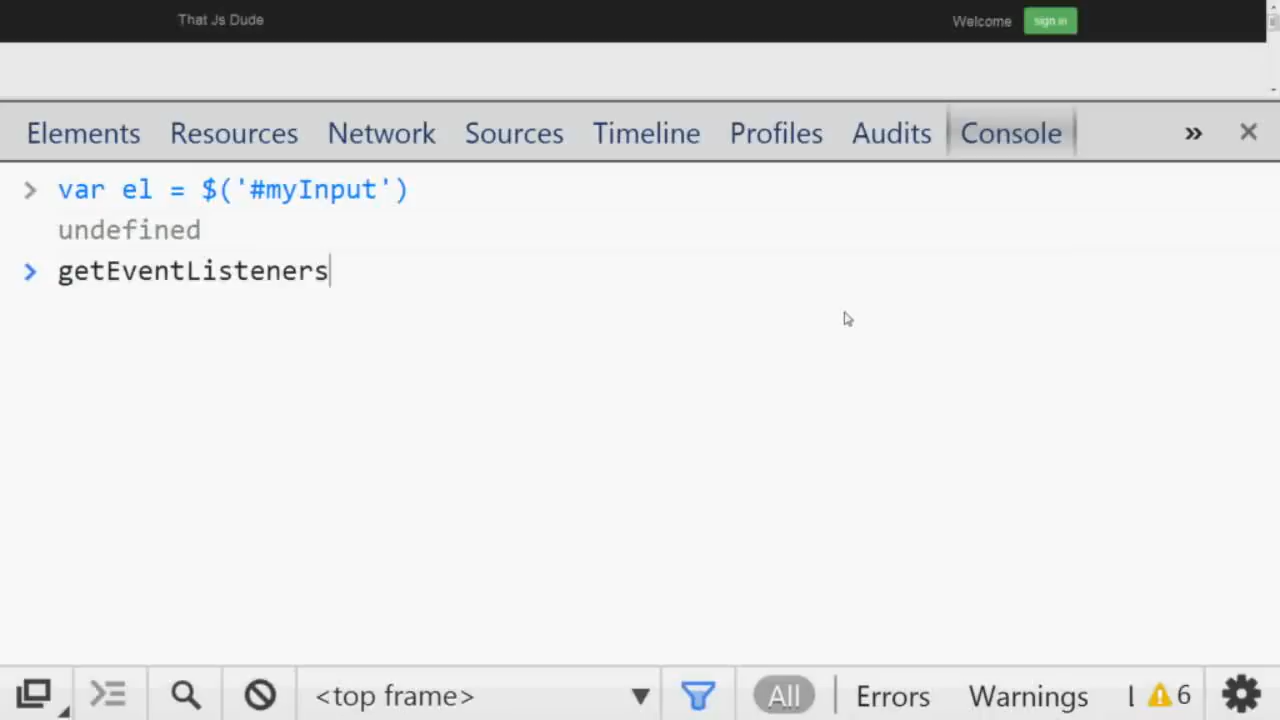 That Js Dude
Welcome sign in
Elements Resources Network Sources Timeline Profiles Audits Console » ×
> var el = $('#myInput')
undefined
> getEventListeners
<top frame> ▼ All Errors Warnings 6